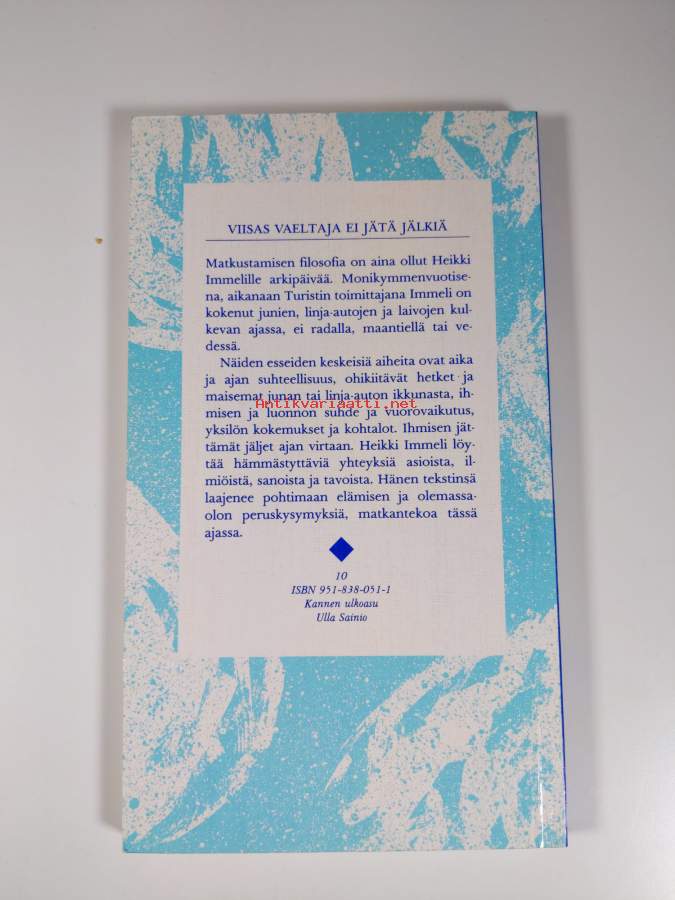 VIISAS VAELTAJA EI JÄTÄ JÄLKIÄ
Matkustamisen filosofia on aina ollut Heikki
Immelille arkipäivää. Monikymmenvuotise-
na, aikanaan Turistin toimittajana Immeli on
kokenut junien, linja-autojen ja laivojen kul-
kevan ajassa, ei radalla, maantiellä tai ve-
dessä.
Näiden esseiden keskeisiä aiheita ovat aika
ja ajan suhteellisuus, ohikiitävät hetket ja
maisemat junan tai linja-auton ikkunasta, ih-
Antikvariaatti.net
misen ja luonnon suhde ja vuorovaikutus,
yksilön kokemukset ja kohtalot. Ihmisen jät-
tämät jäljet ajan virtaan. Heikki Immeli löy-
tää hämmästyttäviä yhteyksiä asioista, il-
miöistä, sanoista ja tavoista. Hänen tekstinsä
laajenee pohtimaan elämisen ja olemassa-
olon peruskysymyksiä, matkantekoa tässä
ajassa.
10
ISBN 951-838-051-1
Kannen ulkoasu
Ulla Sainio